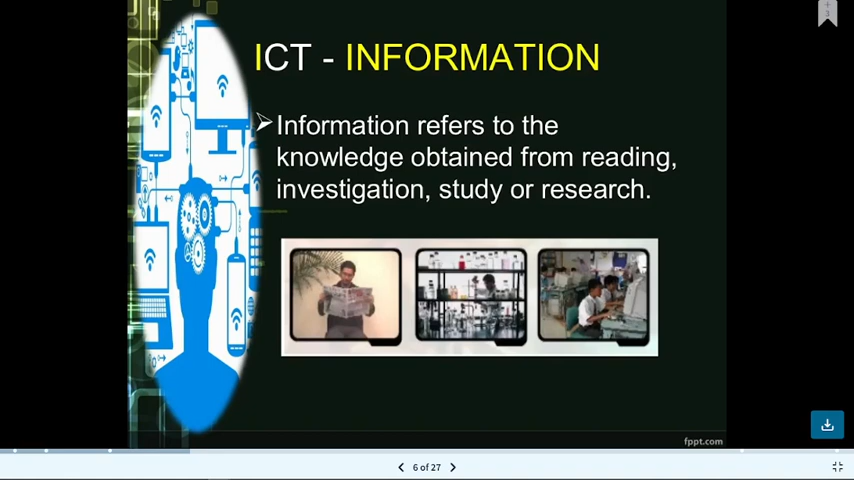 ICT - INFORMATION
Information refers to the
knowledge obtained from reading,
investigation, study or research.
fppt.com
6 of 27